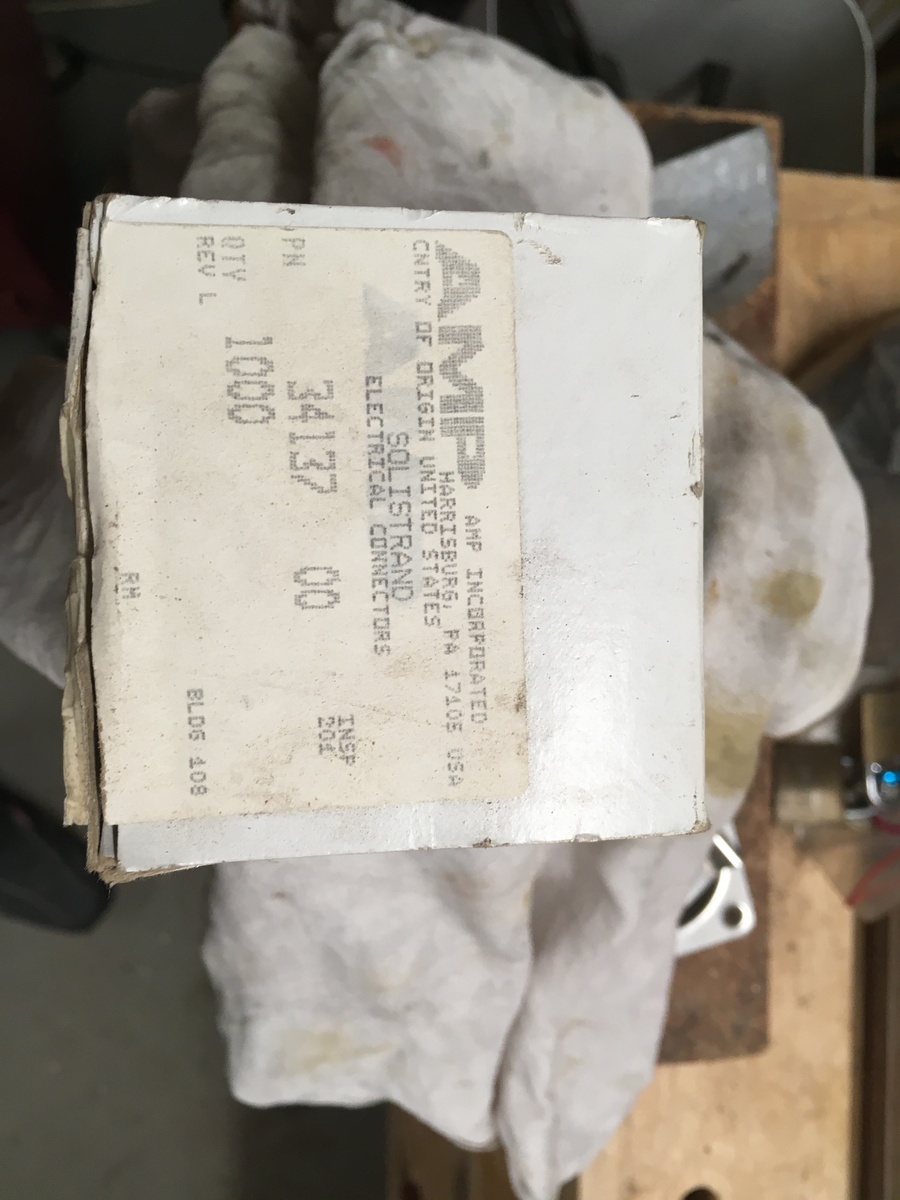 AMP AMP INCORPORATED
HARRISBURG, PA 17105 USA
CNTRY OF ORIGIN UNITED STATES
SOLISTRAND
ELECTRICAL CONNECTORS
INSP
201
PN 34137 00
QTY 1000
REV L
BLDG 108
RM